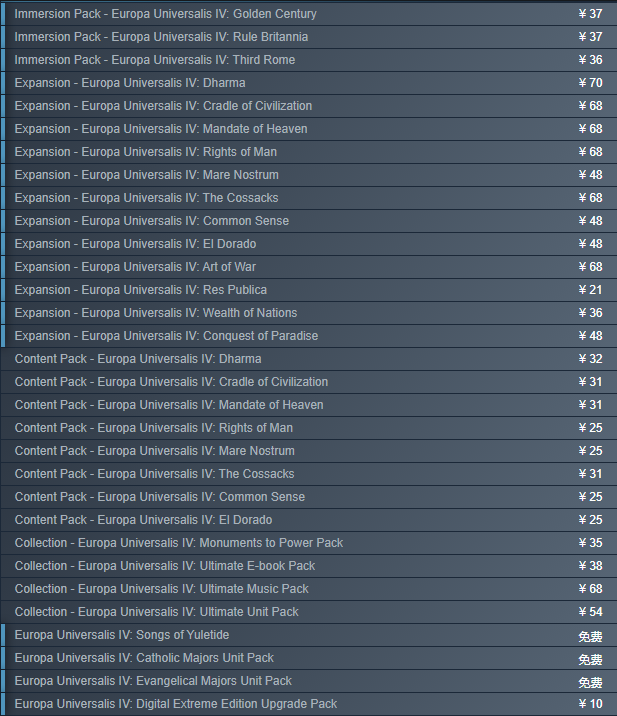 Immersion Pack - Europa Universalis IV: Golden Century ¥ 37
Immersion Pack - Europa Universalis IV: Rule Britannia ¥ 37
Immersion Pack - Europa Universalis IV: Third Rome ¥ 36
Expansion - Europa Universalis IV: Dharma ¥ 70
Expansion - Europa Universalis IV: Cradle of Civilization ¥ 68
Expansion - Europa Universalis IV: Mandate of Heaven ¥ 68
Expansion - Europa Universalis IV: Rights of Man ¥ 68
Expansion - Europa Universalis IV: Mare Nostrum ¥ 48
Expansion - Europa Universalis IV: The Cossacks ¥ 68
Expansion - Europa Universalis IV: Common Sense ¥ 48
Expansion - Europa Universalis IV: El Dorado ¥ 48
Expansion - Europa Universalis IV: Art of War ¥ 68
Expansion - Europa Universalis IV: Res Publica ¥ 21
Expansion - Europa Universalis IV: Wealth of Nations ¥ 36
Expansion - Europa Universalis IV: Conquest of Paradise ¥ 48
Content Pack - Europa Universalis IV: Dharma ¥ 32
Content Pack - Europa Universalis IV: Cradle of Civilization ¥ 31
Content Pack - Europa Universalis IV: Mandate of Heaven ¥ 31
Content Pack - Europa Universalis IV: Rights of Man ¥ 25
Content Pack - Europa Universalis IV: Mare Nostrum ¥ 25
Content Pack - Europa Universalis IV: The Cossacks ¥ 31
Content Pack - Europa Universalis IV: Common Sense ¥ 25
Content Pack - Europa Universalis IV: El Dorado ¥ 25
Collection - Europa Universalis IV: Monuments to Power Pack ¥ 35
Collection - Europa Universalis IV: Ultimate E-book Pack ¥ 38
Collection - Europa Universalis IV: Ultimate Music Pack ¥ 68
Collection - Europa Universalis IV: Ultimate Unit Pack ¥ 54
Europa Universalis IV: Songs of Yuletide 免费
Europa Universalis IV: Catholic Majors Unit Pack 免费
Europa Universalis IV: Evangelical Majors Unit Pack 免费
Europa Universalis IV: Digital Extreme Edition Upgrade Pack ¥ 10